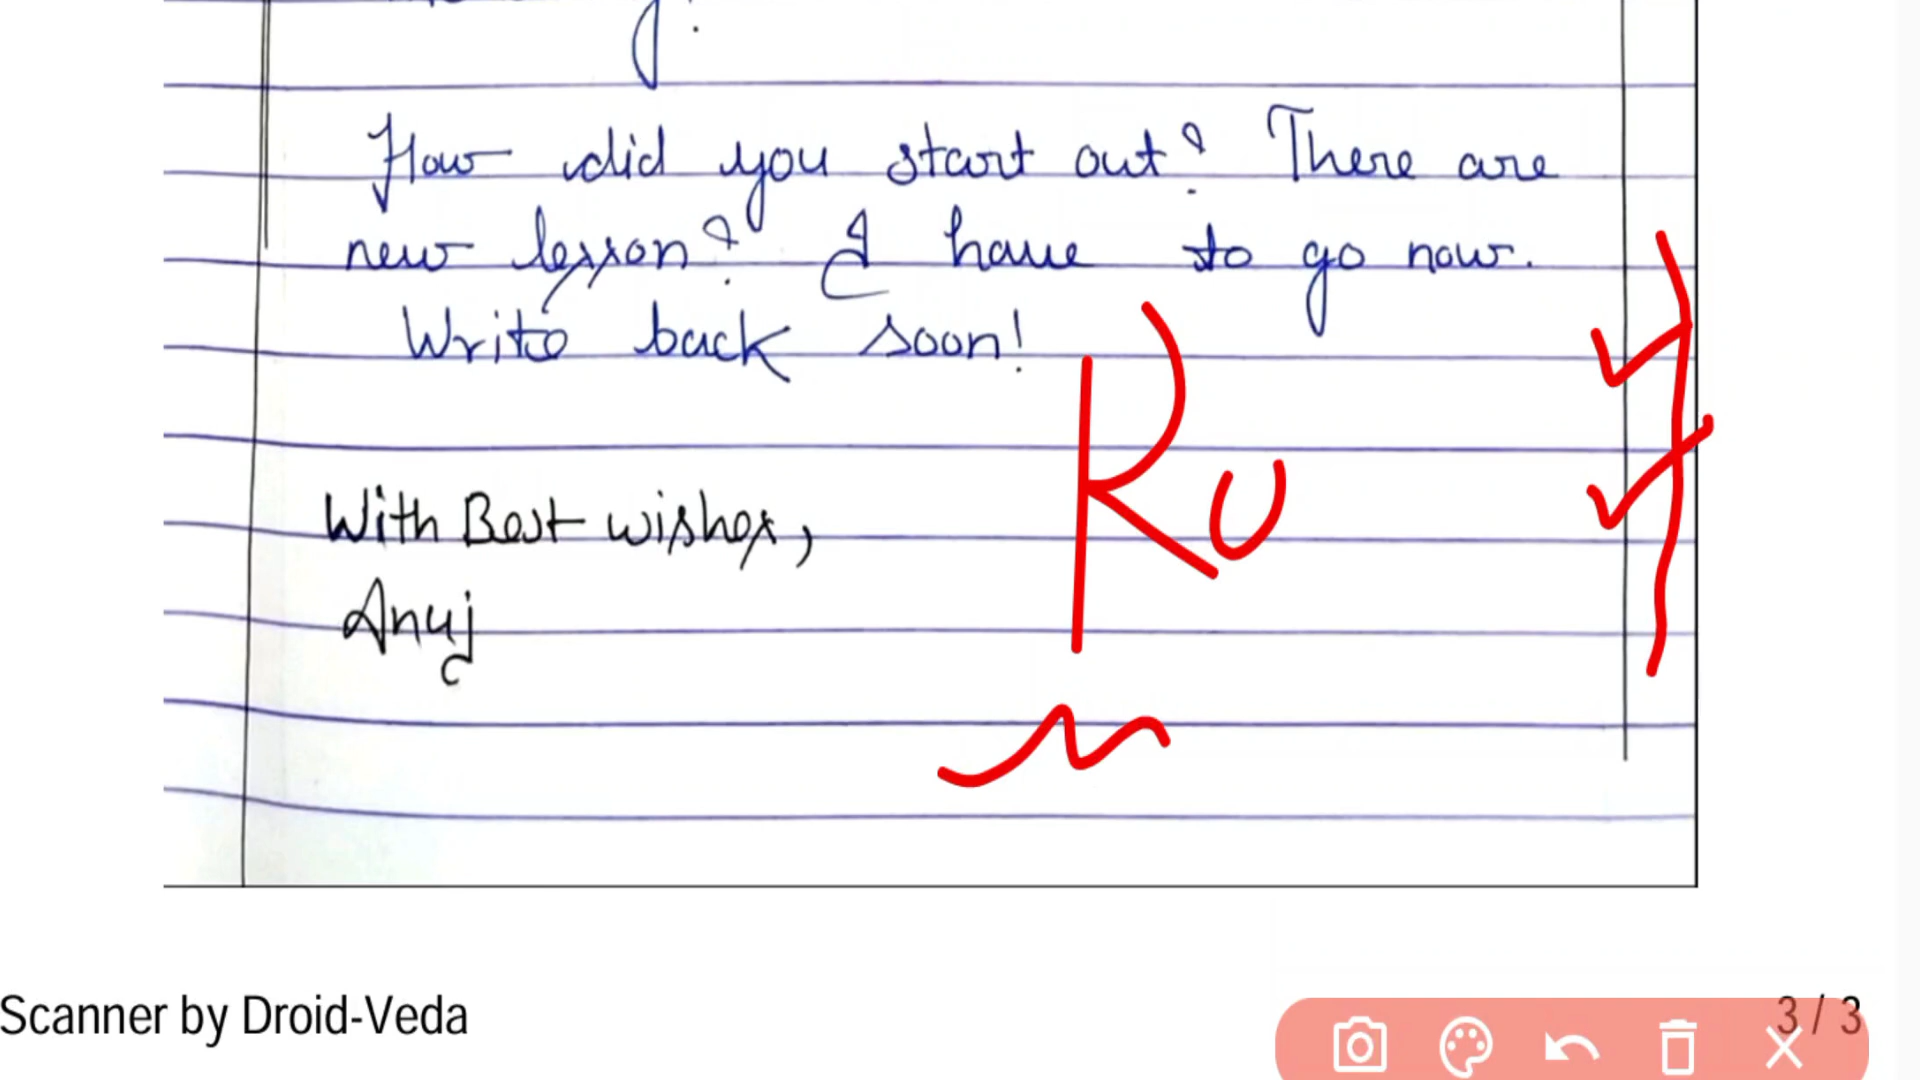 How did you start out? There are
new lesson? I have to go now.
Write back soon!
With Best wishes,
Anuj
Ru
Scanner by Droid-Veda
3 / 3